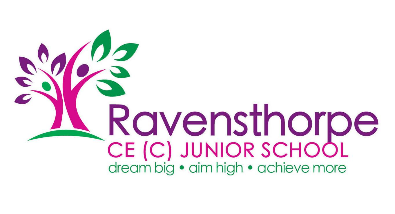 Ravensthorpe
CE (C) JUNIOR SCHOOL
dream big • aim high • achieve more